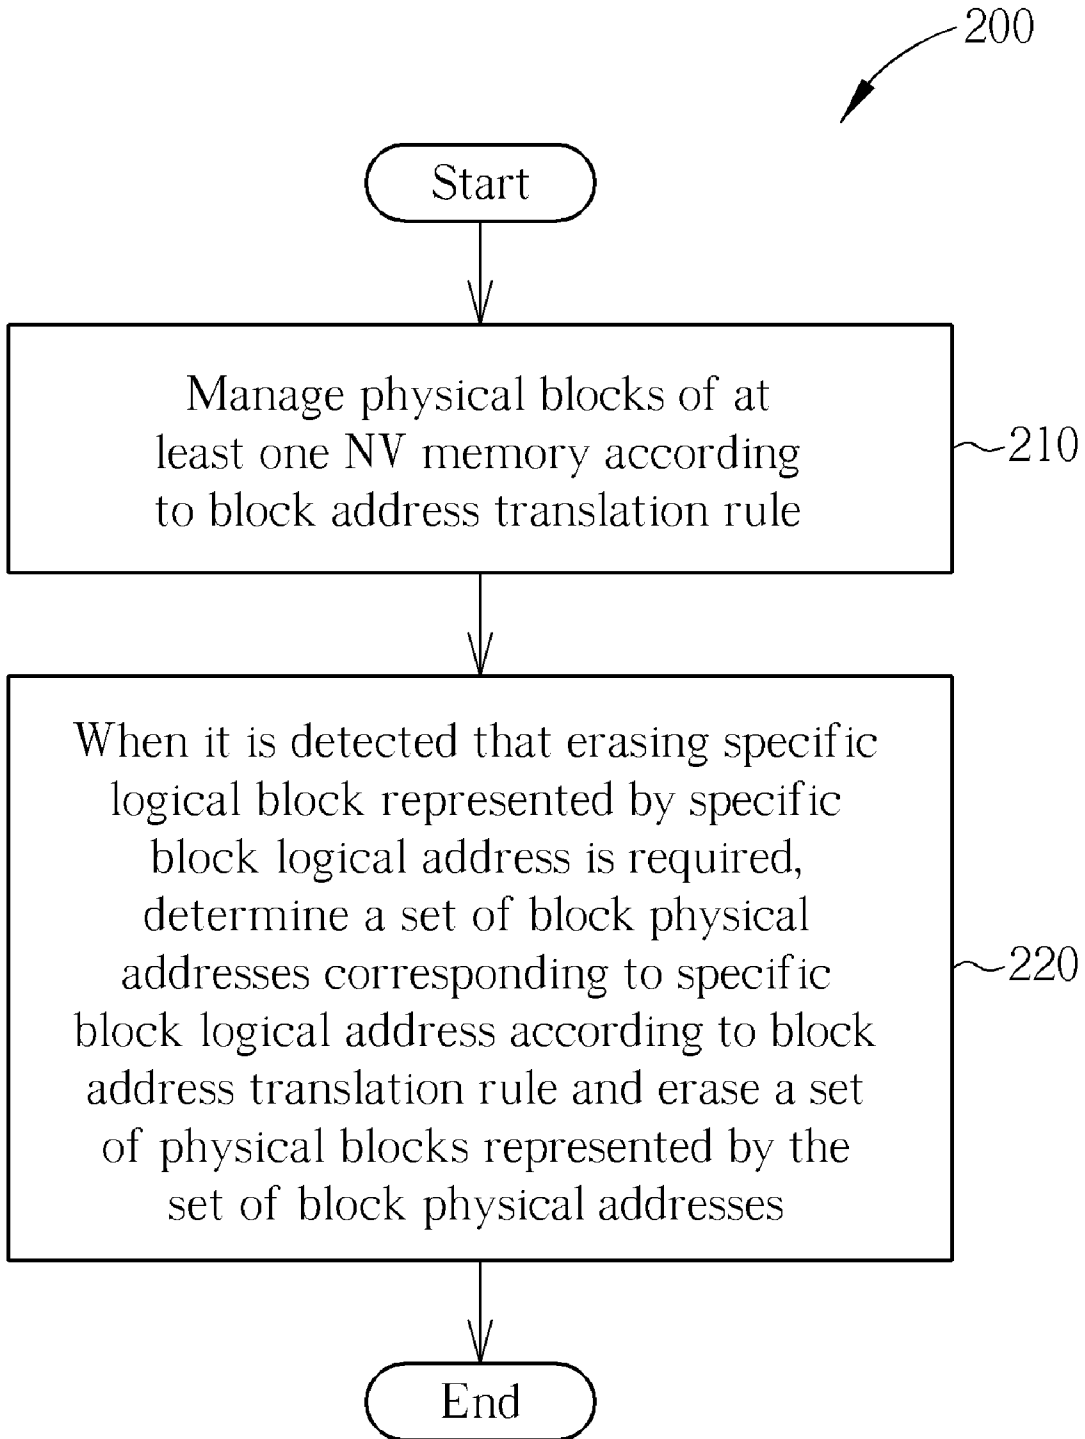 200
Start
Manage physical blocks of at
least one NV memory according
to block address translation rule
210
When it is detected that erasing specific
logical block represented by specific
block logical address is required,
determine a set of block physical
addresses corresponding to specific
block logical address according to block
address translation rule and erase a set
of physical blocks represented by the
set of block physical addresses
220
End